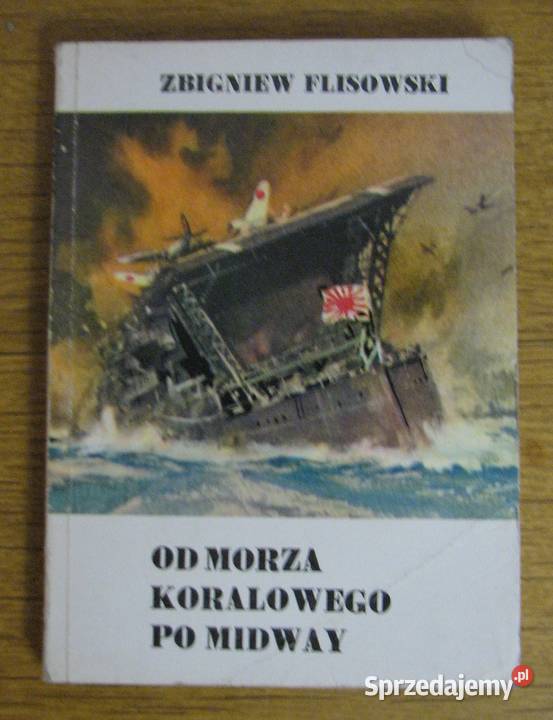 ZBIGNIEW FLISOWSKI
OD MORZA
KORALOWEGO
PO MIDWAY
Sprzedajemy.pl